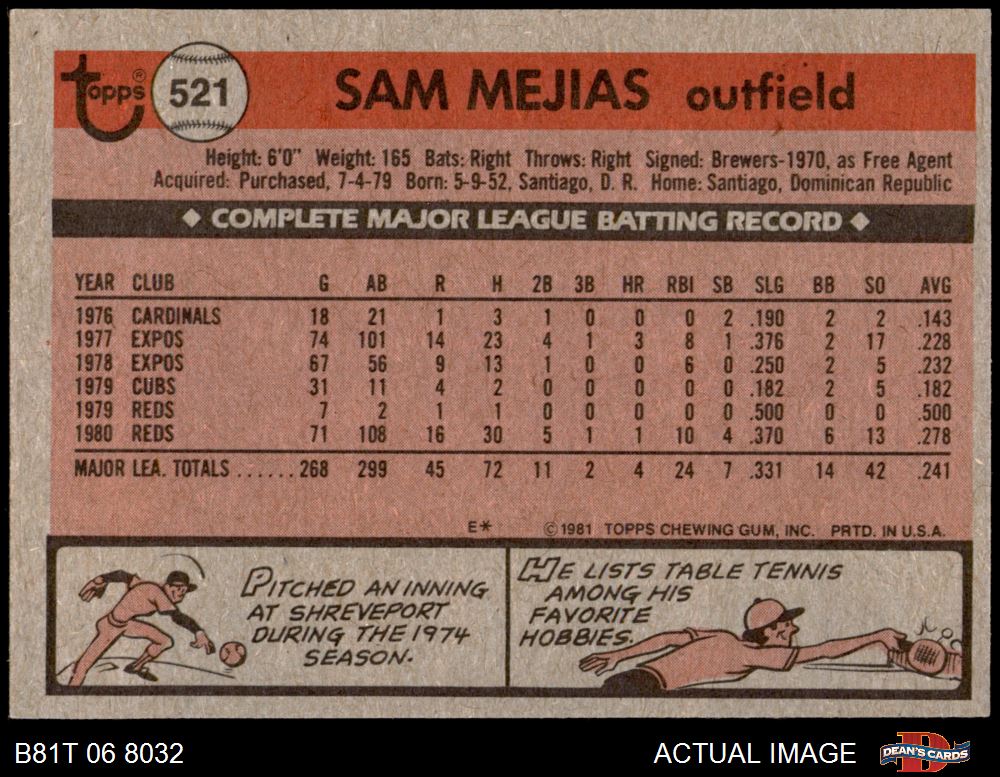 topps® 521 SAM MEJIAS outfield
Height: 6'0" Weight: 165 Bats: Right Throws: Right Signed: Brewers-1970, as Free Agent
Acquired: Purchased, 7-4-79 Born: 5-9-52, Santiago, D. R. Home: Santiago, Dominican Republic
◆ COMPLETE MAJOR LEAGUE BATTING RECORD ◆
YEAR CLUB G AB R H 2B 3B HR RBI SB SLG BB SO AVG
1976 CARDINALS 18 21 1 3 1 0 0 0 2 .190 2 2 .143
1977 EXPOS 74 101 14 23 4 1 3 8 1 .376 2 17 .228
1978 EXPOS 67 56 9 13 1 0 0 6 0 .250 2 5 .232
1979 CUBS 31 11 4 2 0 0 0 0 0 .182 2 5 .182
1979 REDS 7 2 1 1 0 0 0 0 0 .500 0 0 .500
1980 REDS 71 108 16 30 5 1 1 10 4 .370 6 13 .278
MAJOR LEA. TOTALS ...... 268 299 45 72 11 2 4 24 7 .331 14 42 .241
E* © 1981 TOPPS CHEWING GUM, INC. PRTD. IN U.S.A.
PITCHED AN INNING
AT SHREVEPORT
DURING THE 1974
SEASON.
HE LISTS TABLE TENNIS
AMONG HIS
FAVORITE
HOBBIES.
B81T 06 8032 ACTUAL IMAGE DEAN'S CARDS